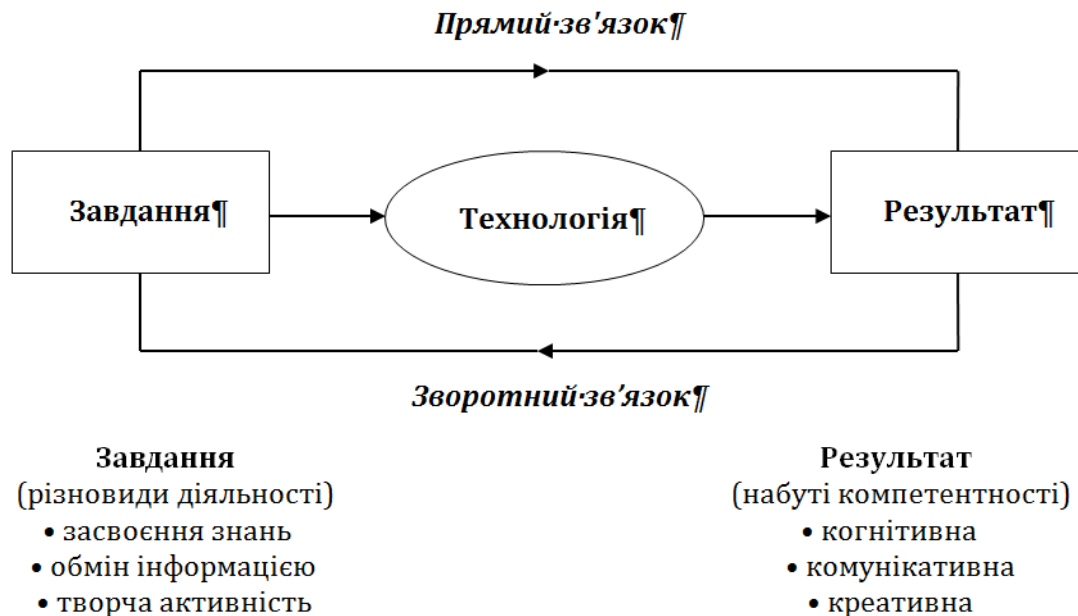 Прямий·зв'язок¶
Завдання¶
Технологія¶
Результат¶
Зворотний·зв’язок¶
Завдання
(різновиди діяльності)
• засвоєння знань
• обмін інформацією
• творча активність
Результат
(набуті компетентності)
• когнітивна
• комунікативна
• креативна